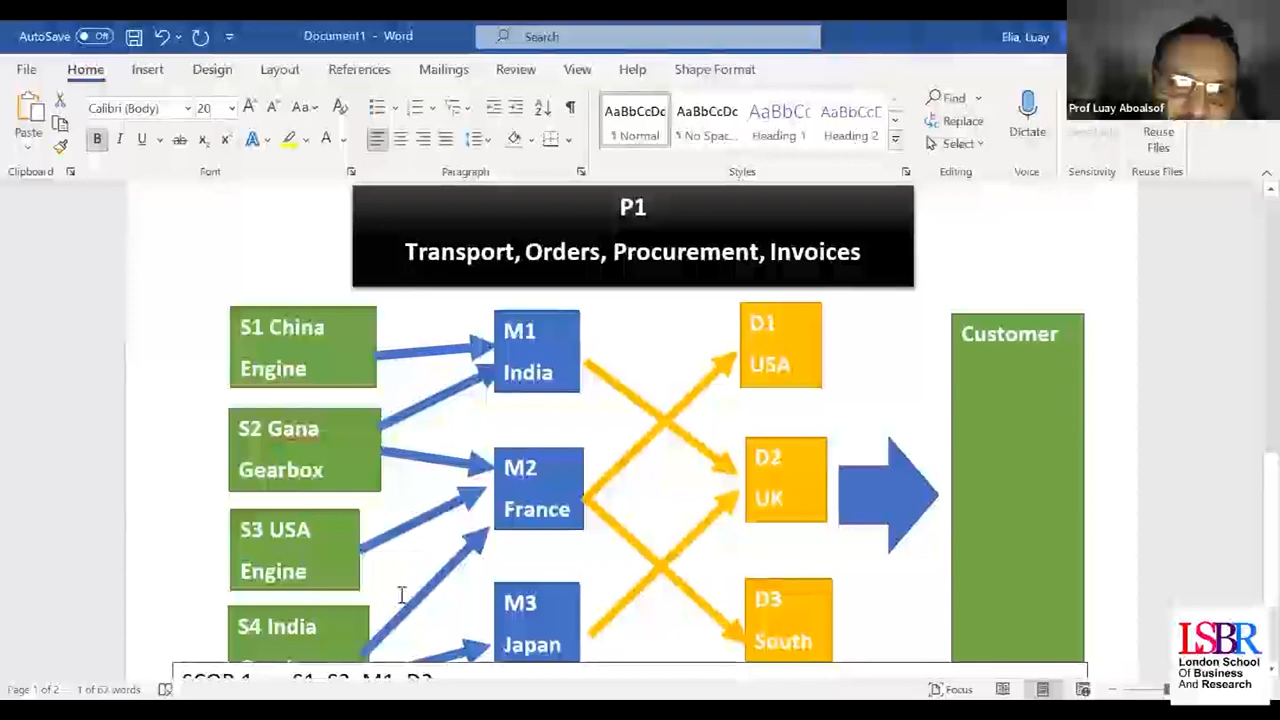 AutoSave Off Document1 - Word Search Elia, Luay
File Home Insert Design Layout References Mailings Review View Help Shape Format
Prof Luay Aboalsof
Paste
Calibri (Body) 20
Aa
B I U ab x
A A
AaBbCcDc AaBbCcDc AaBbCc AaBbCcE
¶ Normal ¶ No Spac... Heading 1 Heading 2
Find
Replace
Select
Dictate
Reuse
Files
Clipboard Font Paragraph Styles Editing Voice Sensitivity Reuse Files
P1
Transport, Orders, Procurement, Invoices
S1 China
Engine
S2 Gana
Gearbox
S3 USA
Engine
S4 India
M1
India
M2
France
M3
Japan
D1
USA
D2
UK
D3
South
Customer
Page 1 of 2 1 of 67 words
Focus
LSBR
London School
Of Business
And Research